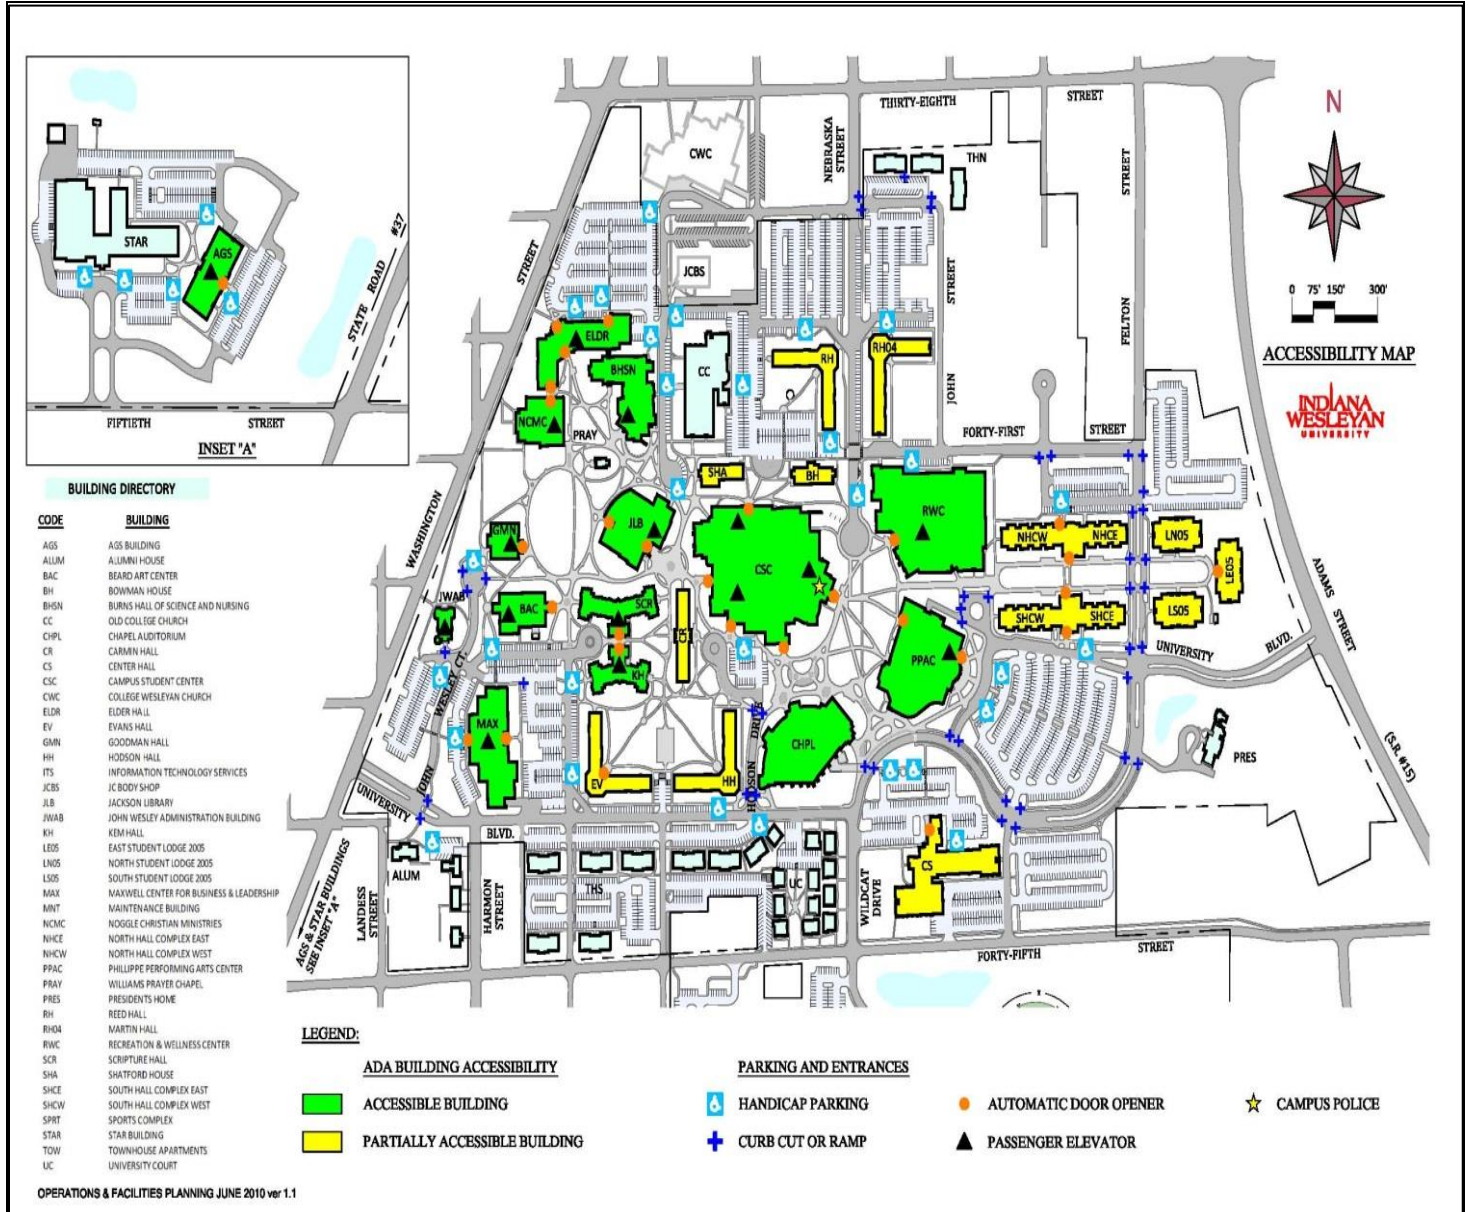 THIRTY-EIGHTH
STREET
N
NEBRASKA
STREET
THN
CWC
STREET
STAR
AGS
STATE ROAD #37
STREET
JCBS
STREET
0 75' 150' 300'
FELTON
ELDR
RH
RH04
ACCESSIBILITY MAP
BHSN
CC
JOHN
INDIANA
WESLEYAN
UNIVERSITY
NCMC
PRAY
FORTY-FIRST
STREET
FIFTIETH
STREET
INSET "A"
SHA
BH
WASHINGTON
JLB
RWC
GMN
NHCW
NHCE
LN05
CSC
LE05
ADAMS STREET
JWAB
BAC
SCR
CR
SHCW
SHCE
LS05
PPAC
UNIVERSITY
BLVD.
KH
WESLEY CT.
MAX
DRIVE
CHPL
(S.R. #15)
PRES
JOHN
EV
HH
HODSON
UNIVERSITY
BLVD.
ALUM
THS
UC
CS
AGS & STAR BUILDINGS
SEE INSET "A"
LANDESS
STREET
HARMON
STREET
WILDCAT
DRIVE
FORTY-FIFTH
STREET
BUILDING DIRECTORY
CODE BUILDING
AGS AGS BUILDING
ALUM ALUMNI HOUSE
BAC BEARD ART CENTER
BH BOWMAN HOUSE
BHSN BURNS HALL OF SCIENCE AND NURSING
CC OLD COLLEGE CHURCH
CHPL CHAPEL AUDITORIUM
CR CARMIN HALL
CS CENTER HALL
CSC CAMPUS STUDENT CENTER
CWC COLLEGE WESLEYAN CHURCH
ELDR ELDER HALL
EV EVANS HALL
GMN GOODMAN HALL
HH HODSON HALL
ITS INFORMATION TECHNOLOGY SERVICES
JCBS JC BODY SHOP
JLB JACKSON LIBRARY
JWAB JOHN WESLEY ADMINISTRATION BUILDING
KH KEM HALL
LE05 EAST STUDENT LODGE 2005
LN05 NORTH STUDENT LODGE 2005
LS05 SOUTH STUDENT LODGE 2005
MAX MAXWELL CENTER FOR BUSINESS & LEADERSHIP
MNT MAINTENANCE BUILDING
NCMC NOGGLE CHRISTIAN MINISTRIES
NHCE NORTH HALL COMPLEX EAST
NHCW NORTH HALL COMPLEX WEST
PPAC PHILLIPPE PERFORMING ARTS CENTER
PRAY WILLIAMS PRAYER CHAPEL
PRES PRESIDENTS HOME
RH REED HALL
RH04 MARTIN HALL
RWC RECREATION & WELLNESS CENTER
SCR SCRIPTURE HALL
SHA SHATFORD HOUSE
SHCE SOUTH HALL COMPLEX EAST
SHCW SOUTH HALL COMPLEX WEST
SPRT SPORTS COMPLEX
STAR STAR BUILDING
TOW TOWNHOUSE APARTMENTS
UC UNIVERSITY COURT
LEGEND:
ADA BUILDING ACCESSIBILITY
ACCESSIBLE BUILDING
PARTIALLY ACCESSIBLE BUILDING
PARKING AND ENTRANCES
HANDICAP PARKING
CURB CUT OR RAMP
AUTOMATIC DOOR OPENER
PASSENGER ELEVATOR
CAMPUS POLICE
OPERATIONS & FACILITIES PLANNING JUNE 2010 ver 1.1